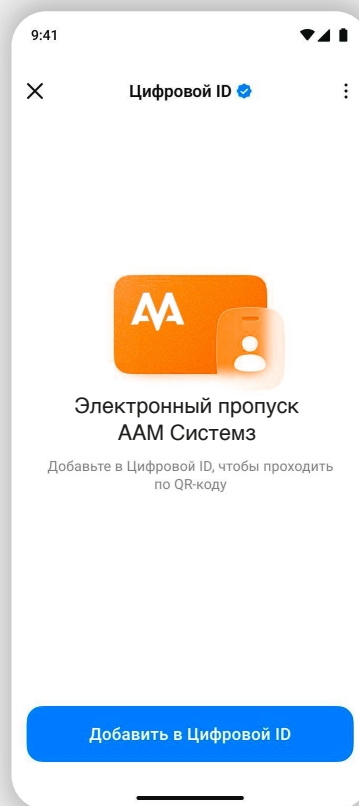 9:41
Цифровой ID
АА
Электронный пропуск
ААМ Системз
Добавьте в Цифровой ID, чтобы проходить
по QR-коду
Добавить в Цифровой ID